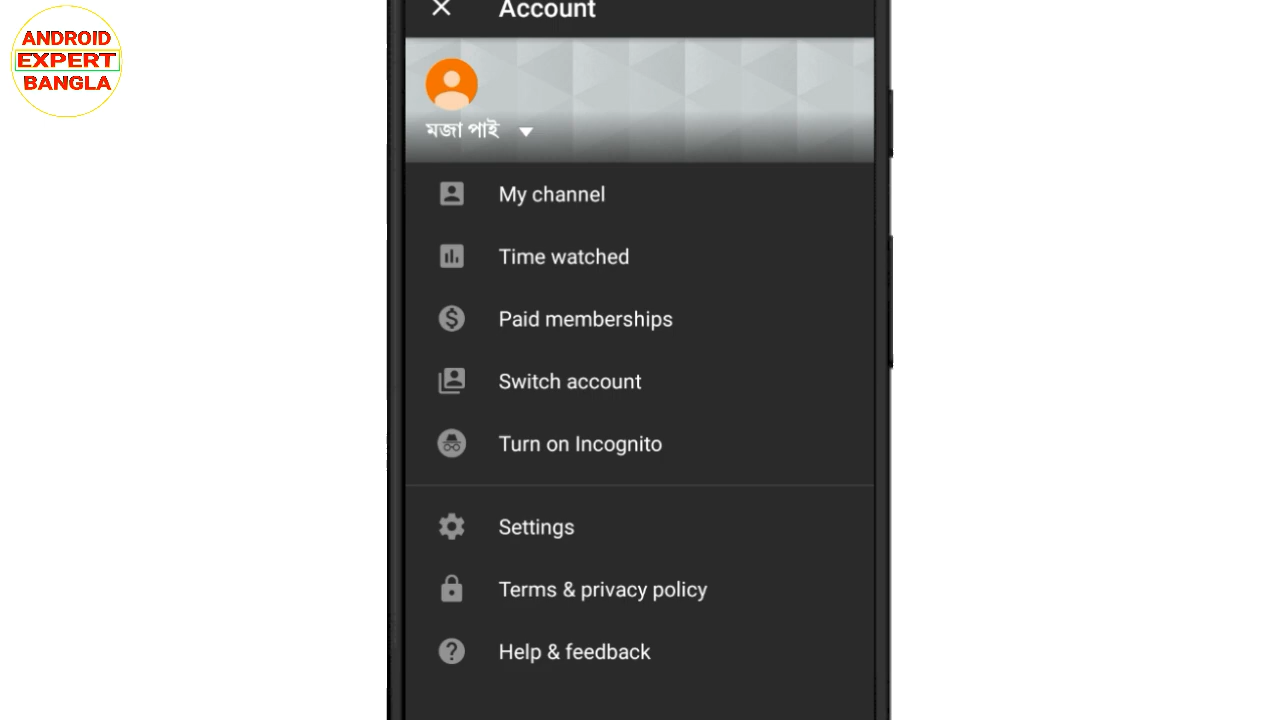 ANDROID
EXPERT
BANGLA
Account
মজা পাই
My channel
Time watched
Paid memberships
Switch account
Turn on Incognito
Settings
Terms & privacy policy
Help & feedback